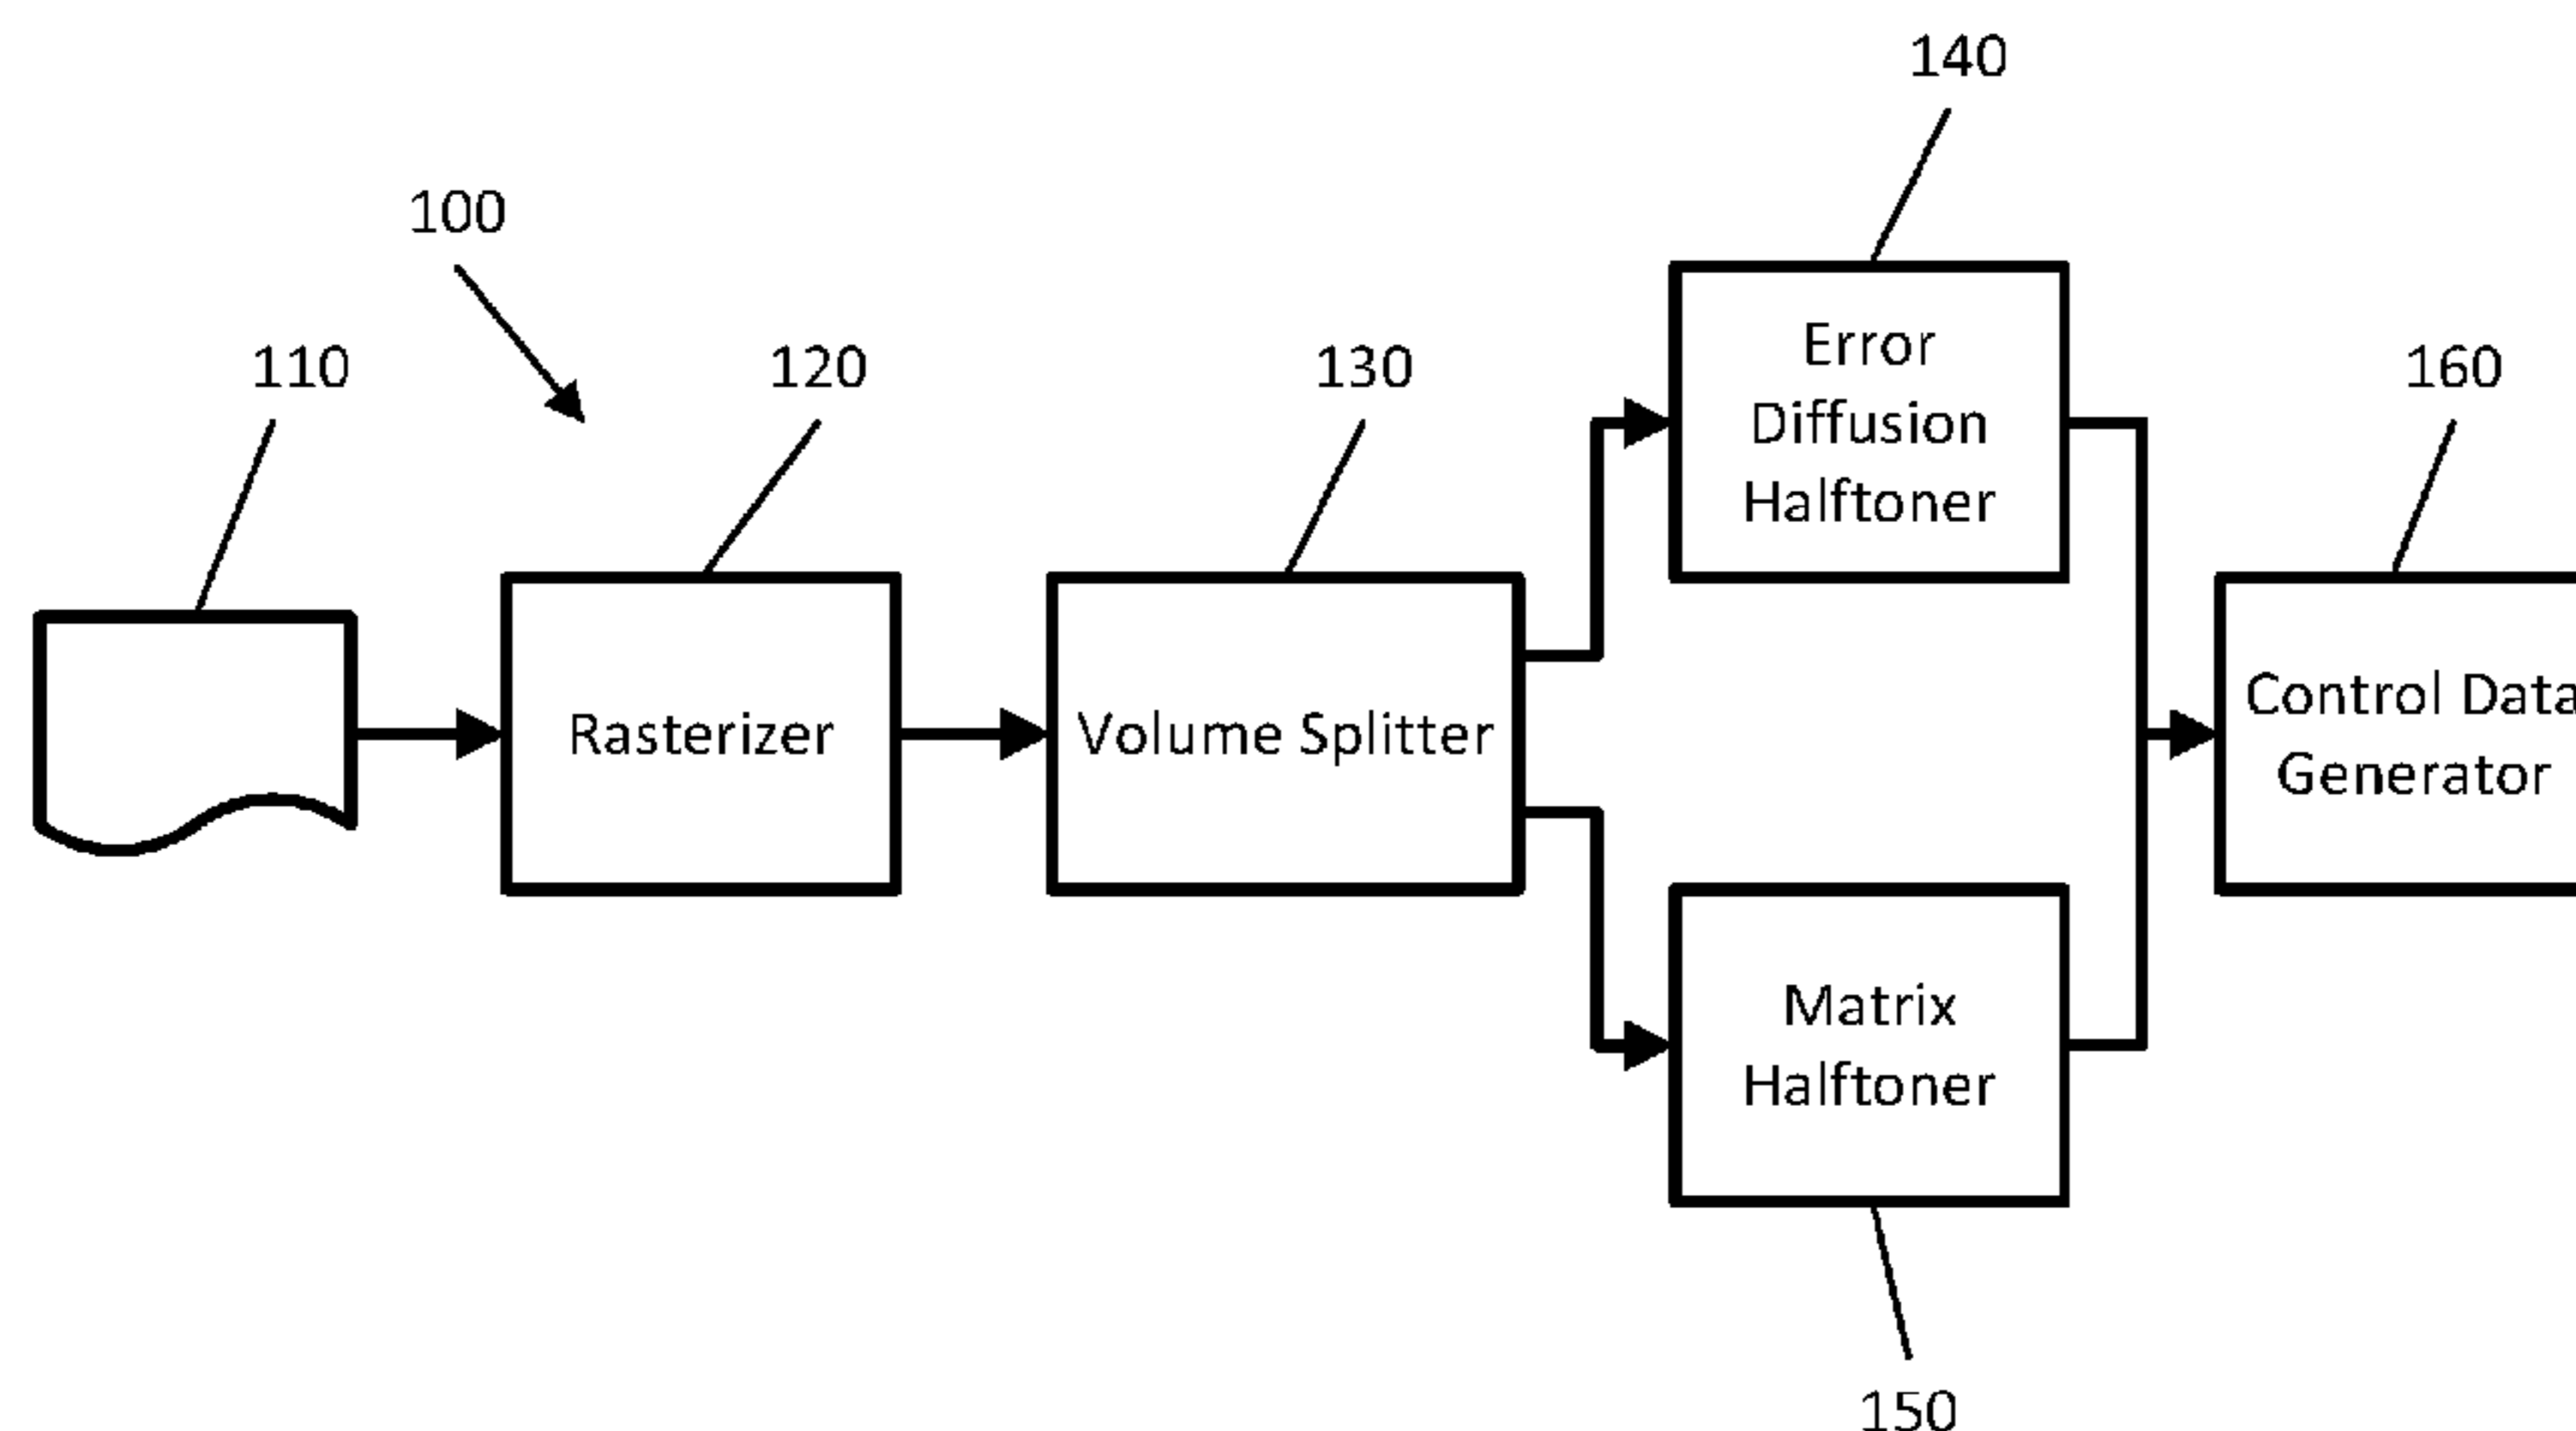 140
100
110
120
130
160
Error
Diffusion
Halftoner
Rasterizer
Volume Splitter
Control Data
Generator
Matrix
Halftoner
150